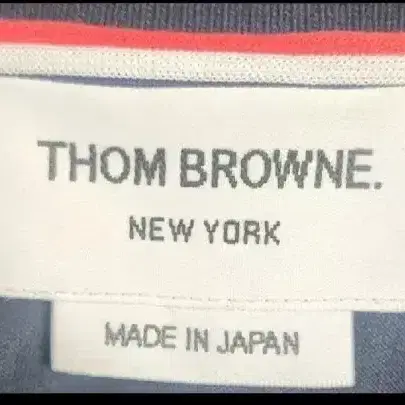 THOM BROWNE.
NEW YORK
MADE IN JAPAN